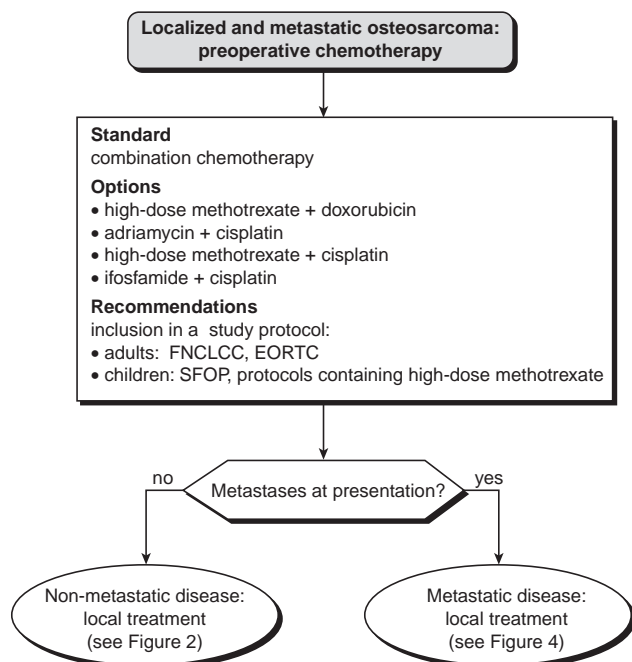 Localized and metastatic osteosarcoma:
preoperative chemotherapy
Standard
combination chemotherapy
Options
• high-dose methotrexate + doxorubicin
• adriamycin + cisplatin
• high-dose methotrexate + cisplatin
• ifosfamide + cisplatin
Recommendations
inclusion in a study protocol:
• adults: FNCLCC, EORTC
• children: SFOP, protocols containing high-dose methotrexate
no
Metastases at presentation?
yes
Non-metastatic disease:
local treatment
(see Figure 2)
Metastatic disease:
local treatment
(see Figure 4)